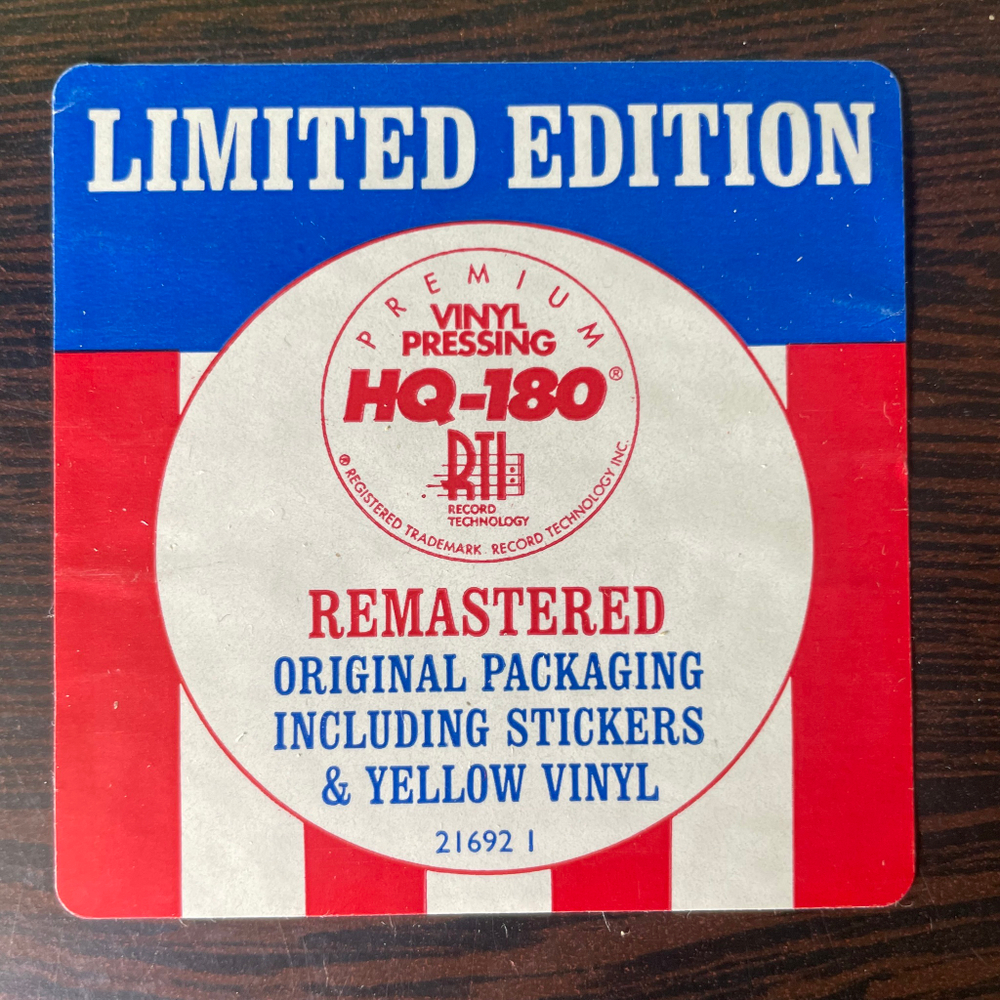 LIMITED EDITION
PREMIUM
VINYL
PRESSING
HQ-180®
RTI
RECORD
TECHNOLOGY
® REGISTERED TRADEMARK RECORD TECHNOLOGY INC.
REMASTERED
ORIGINAL PACKAGING
INCLUDING STICKERS
& YELLOW VINYL
21692 1